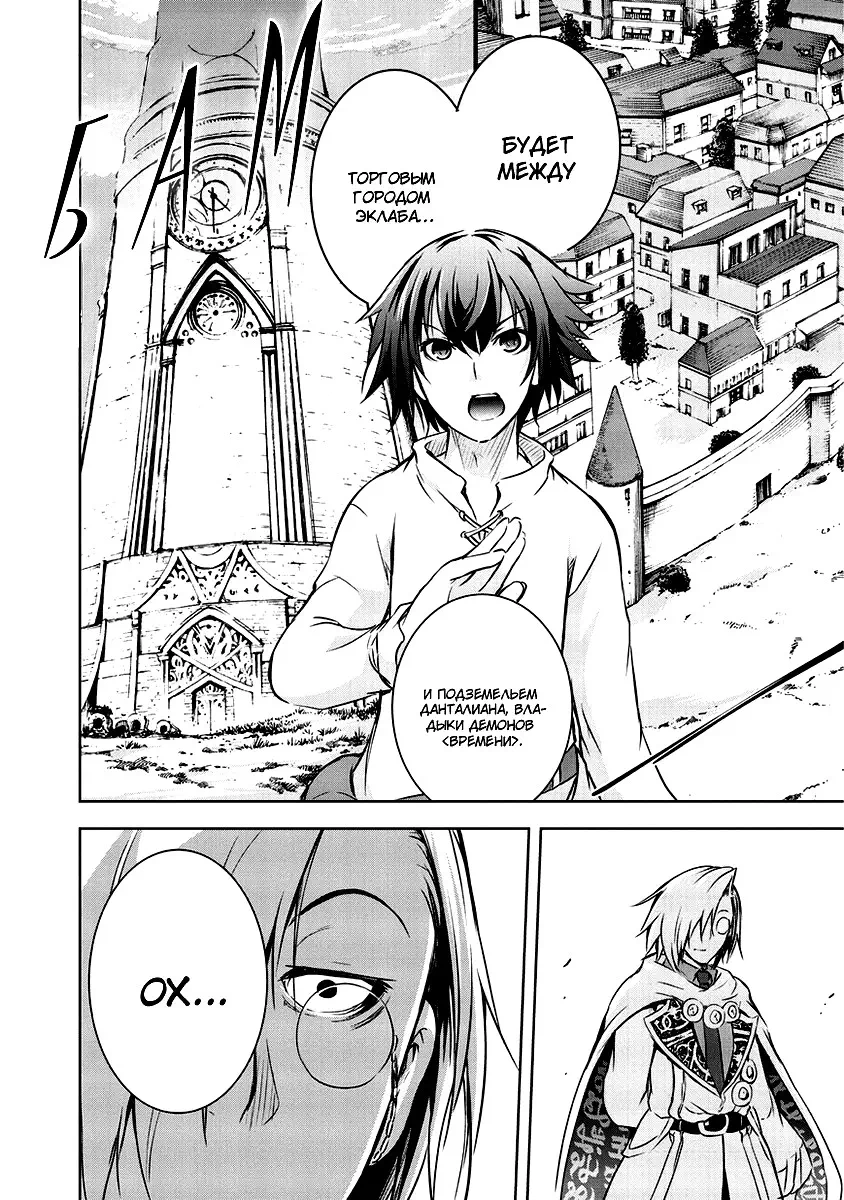 БУДЕТ
МЕЖДУ
ТОРГОВЫМ
ГОРОДОМ
ЭКЛАБА...
БАМ
И ПОДЗЕМЕЛЬЕМ
ДАНТАЛИАНА, ВЛА-
ДЫКИ ДЕМОНОВ
<ВРЕМЕНИ>.
ОХ...